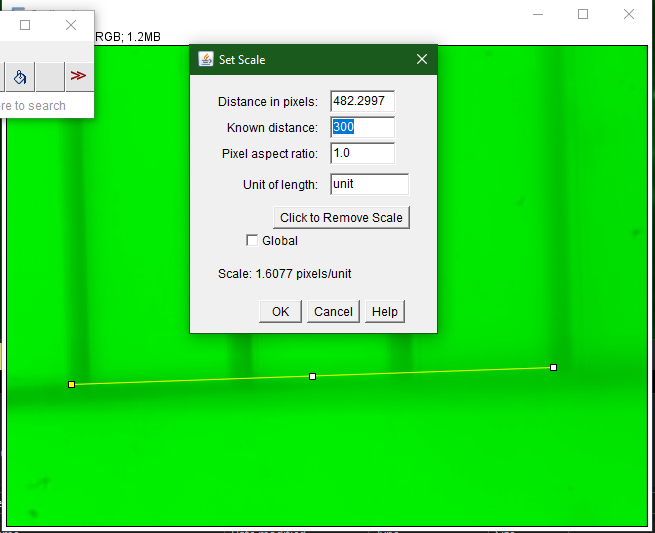 RGB; 1.2MB
re to search
Set Scale
Distance in pixels: 482.2997
Known distance: 300
Pixel aspect ratio: 1.0
Unit of length: unit
Click to Remove Scale
Global
Scale: 1.6077 pixels/unit
OK Cancel Help